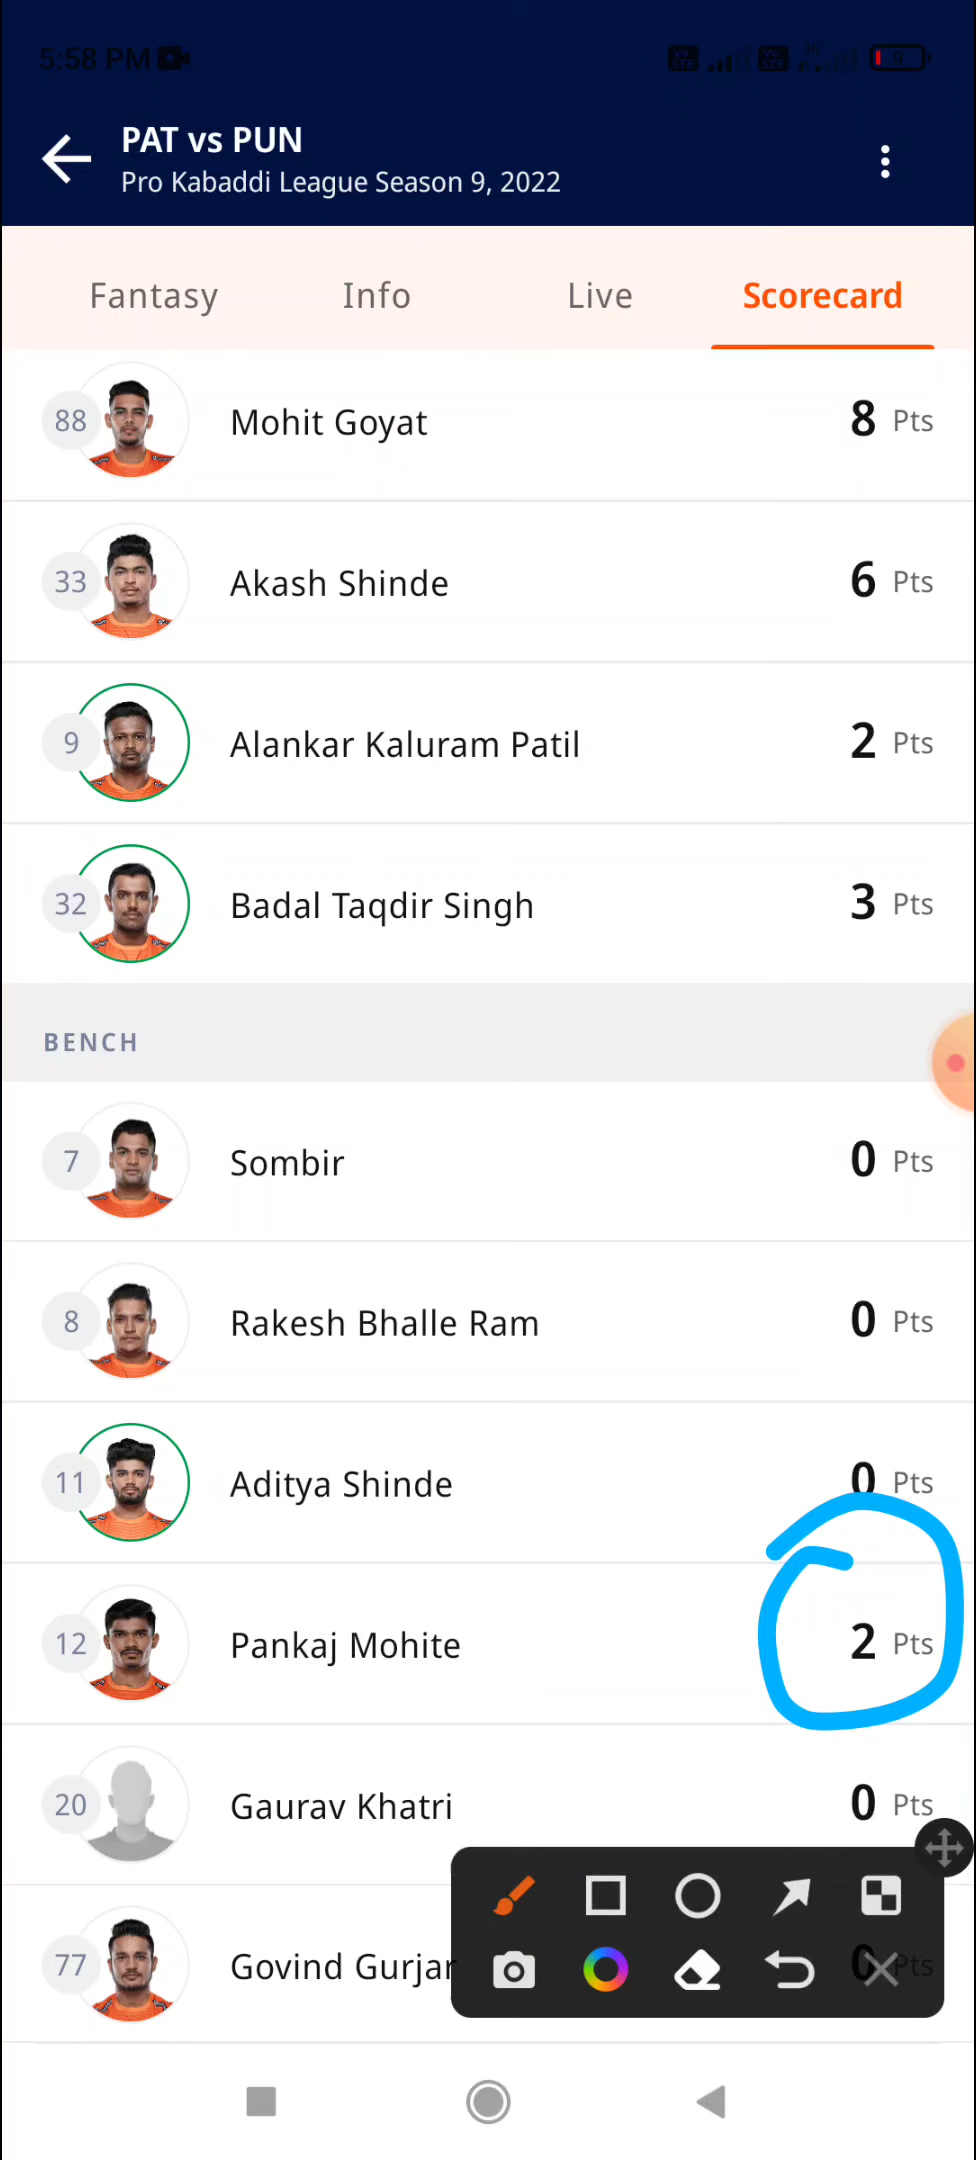 5:58 PM
9
PAT vs PUN
Pro Kabaddi League Season 9, 2022
Fantasy Info Live Scorecard
88 Mohit Goyat 8 Pts
33 Akash Shinde 6 Pts
9 Alankar Kaluram Patil 2 Pts
32 Badal Taqdir Singh 3 Pts
BENCH
7 Sombir 0 Pts
8 Rakesh Bhalle Ram 0 Pts
11 Aditya Shinde 0 Pts
12 Pankaj Mohite 2 Pts
20 Gaurav Khatri 0 Pts
77 Govind Gurjar 0 Pts